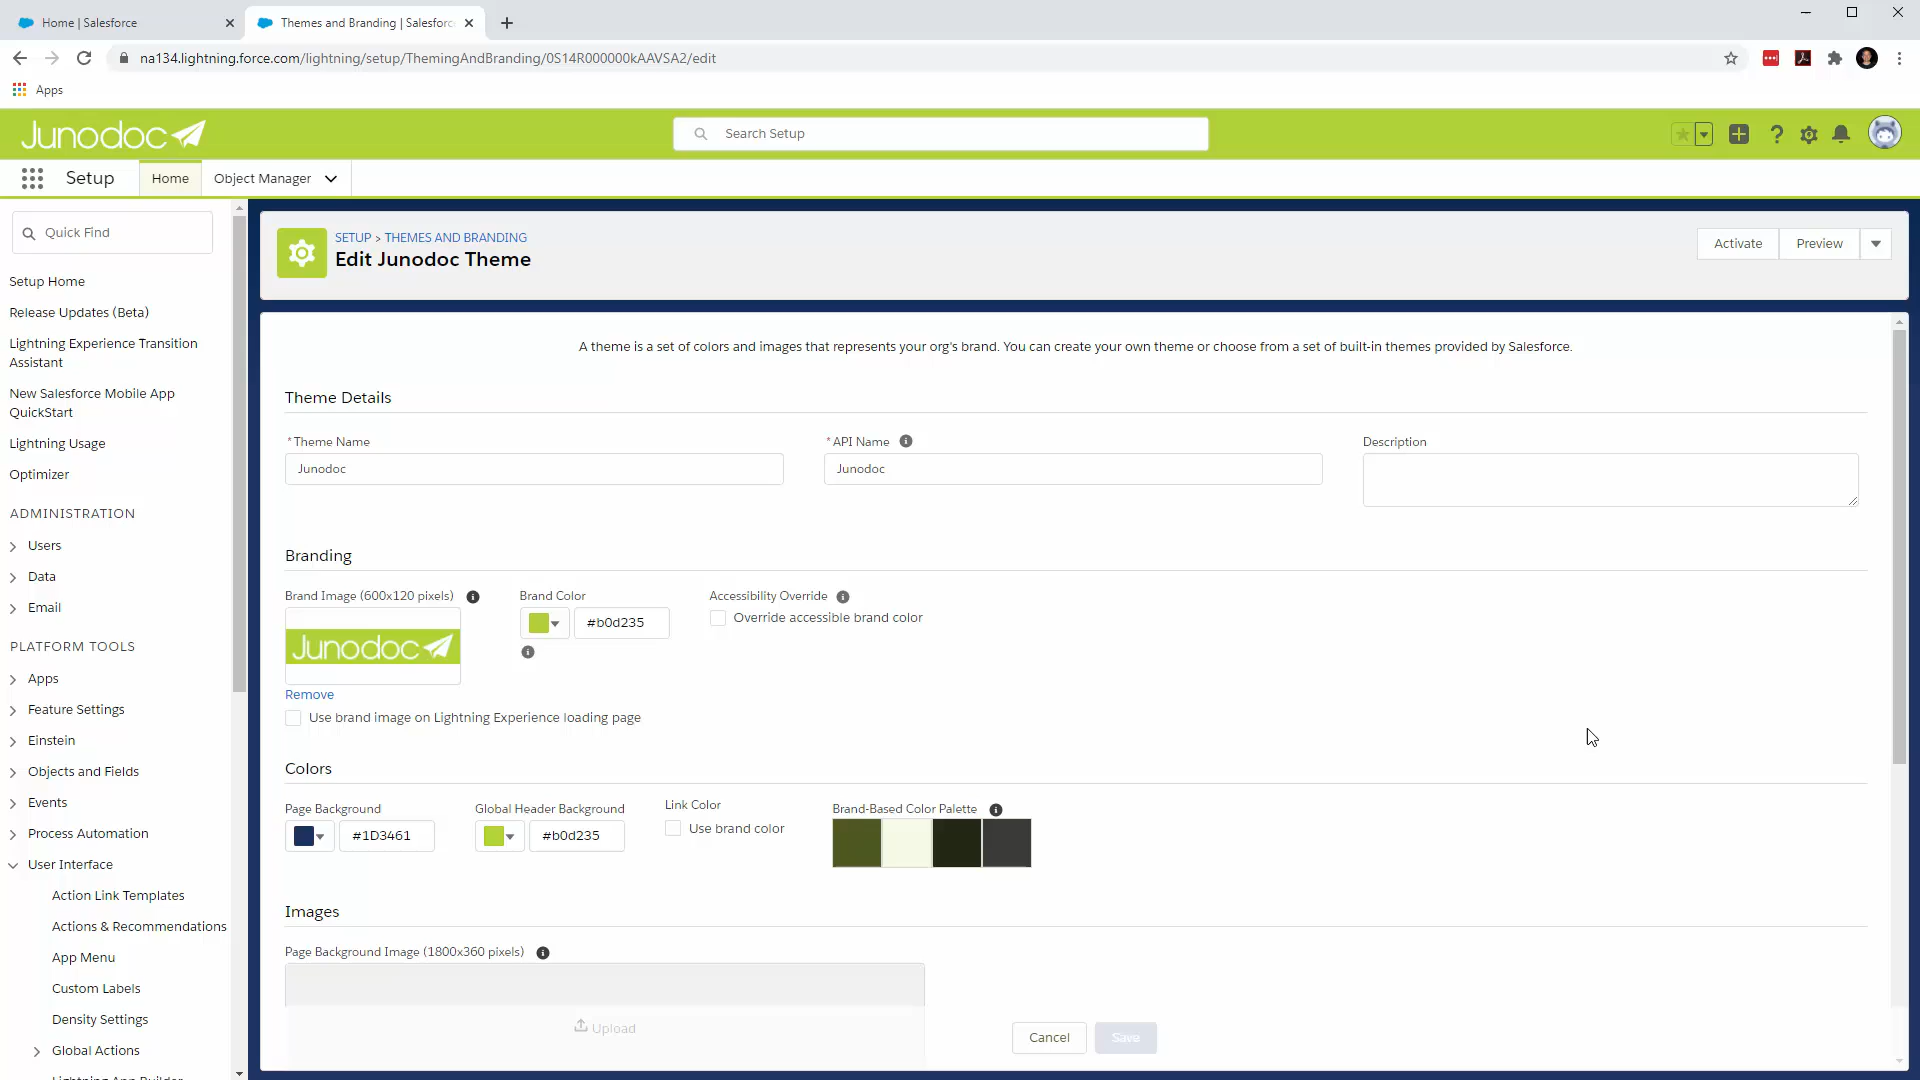 Home | Salesforce
Themes and Branding | Salesforc
na134.lightning.force.com/lightning/setup/ThemingAndBranding/0S14R000000kAAVSA2/edit
Apps
Junodoc
Search Setup
Setup
Home
Object Manager
Quick Find
Setup Home
Release Updates (Beta)
Lightning Experience Transition
Assistant
New Salesforce Mobile App
QuickStart
Lightning Usage
Optimizer
ADMINISTRATION
Users
Data
Email
PLATFORM TOOLS
Apps
Feature Settings
Einstein
Objects and Fields
Events
Process Automation
User Interface
Action Link Templates
Actions & Recommendations
App Menu
Custom Labels
Density Settings
Global Actions
Lightning App Builder
SETUP > THEMES AND BRANDING
Edit Junodoc Theme
Activate
Preview
A theme is a set of colors and images that represents your org's brand. You can create your own theme or choose from a set of built-in themes provided by Salesforce.
Theme Details
*Theme Name
Junodoc
*API Name
Junodoc
Description
Branding
Brand Image (600x120 pixels)
Junodoc
Remove
Use brand image on Lightning Experience loading page
Brand Color
#b0d235
Accessibility Override
Override accessible brand color
Colors
Page Background
#1D3461
Global Header Background
#b0d235
Link Color
Use brand color
Brand-Based Color Palette
Images
Page Background Image (1800x360 pixels)
Upload
Cancel
Save